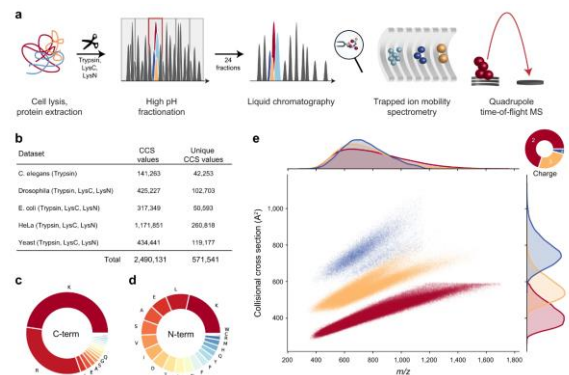 a
Trypsin,
LysC,
LysN
24
fractions
Cell lysis,
protein extraction
High pH
fractionation
Liquid chromatography
Trapped ion mobility
spectrometry
Quadrupole
time-of-flight MS
b
Dataset
CCS
values
Unique
CCS values
C. elegans (Trypsin) 141,263 42,253
Drosophila (Trypsin, LysC, LysN) 425,227 102,703
E. coli (Trypsin, LysC, LysN) 317,349 50,593
HeLa (Trypsin, LysC, LysN) 1,171,851 260,818
Yeast (Trypsin, LysC, LysN) 434,441 119,177
Total 2,490,131 571,541
c
K
R
C-term
d
K
L
E
A
S
V
I
N-term
e
2
Charge
Collisional cross section (Å²)
1,000
800
600
400
200 400 600 800 1,000 1,200 1,400 1,600 1,800
m/z